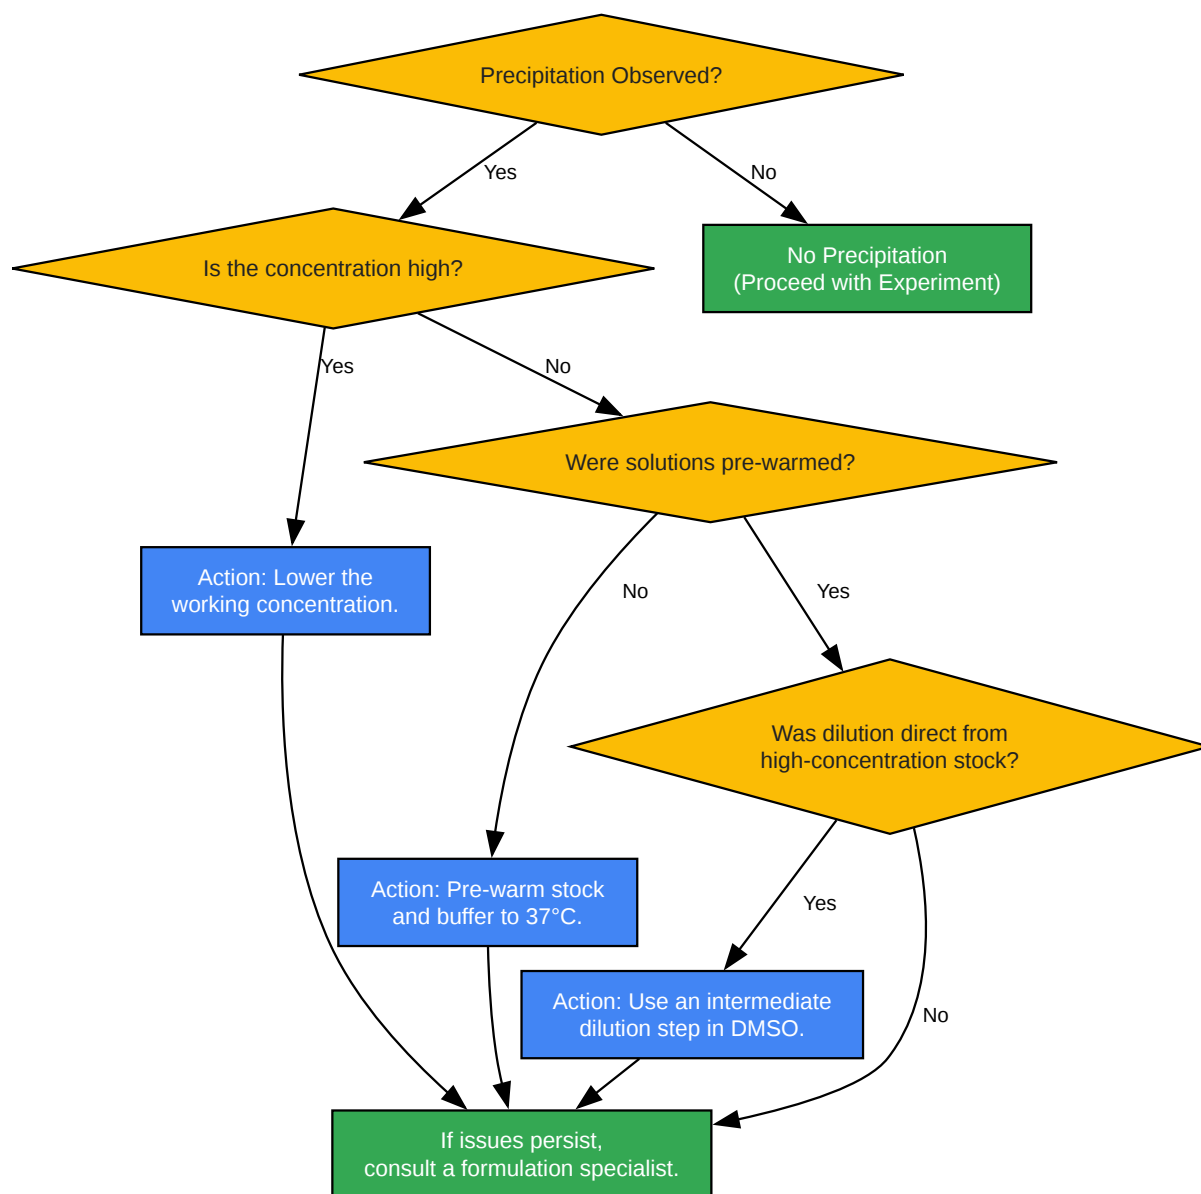 Precipitation Observed?
Yes
No
Is the concentration high?
No Precipitation
(Proceed with Experiment)
Yes
No
Were solutions pre-warmed?
Action: Lower the
working concentration.
No
Yes
Was dilution direct from
high-concentration stock?
Action: Pre-warm stock
and buffer to 37°C.
Yes
Action: Use an intermediate
dilution step in DMSO.
No
If issues persist,
consult a formulation specialist.